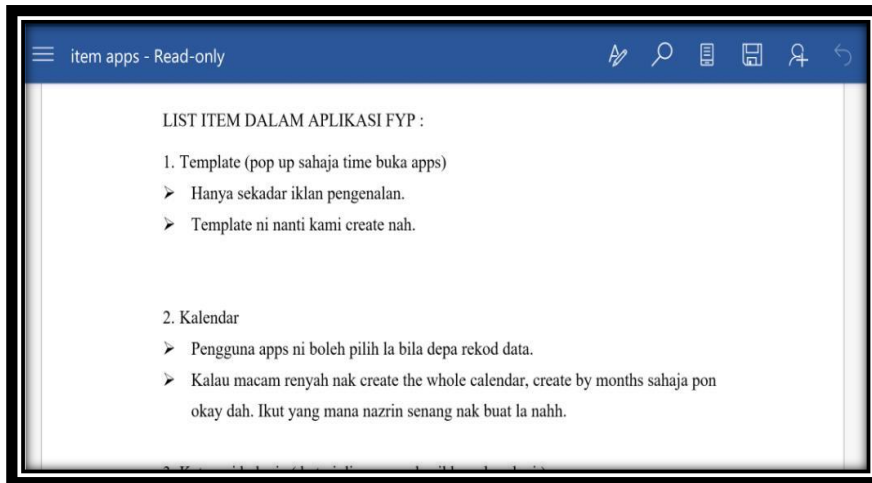 item apps - Read-only
LIST ITEM DALAM APLIKASI FYP :
1. Template (pop up sahaja time buka apps)
➤ Hanya sekadar iklan pengenalan.
➤ Template ni nanti kami create nah.
2. Kalendar
➤ Pengguna apps ni boleh pilih la bila depa rekod data.
➤ Kalau macam renyah nak create the whole calendar, create by months sahaja pon
okay dah. Ikut yang mana nazrin senang nak buat la nahh.